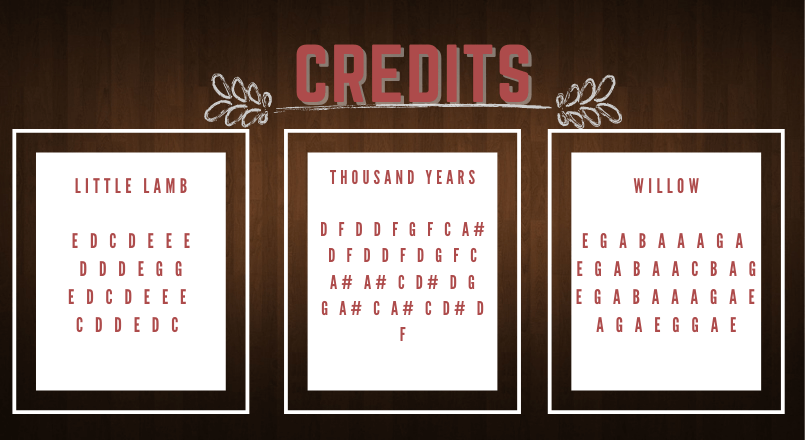 CREDITS
LITTLE LAMB
E D C D E E E
D D D E G G
E D C D E E E
C D D E D C
THOUSAND YEARS
D F D D F G F C A#
D F D D F D G F C
A# A# C D# D G
G A# C A# C D# D
F
WILLOW
E G A B A A A G A
E G A B A A C B A G
E G A B A A A G A E
A G A E G G A E